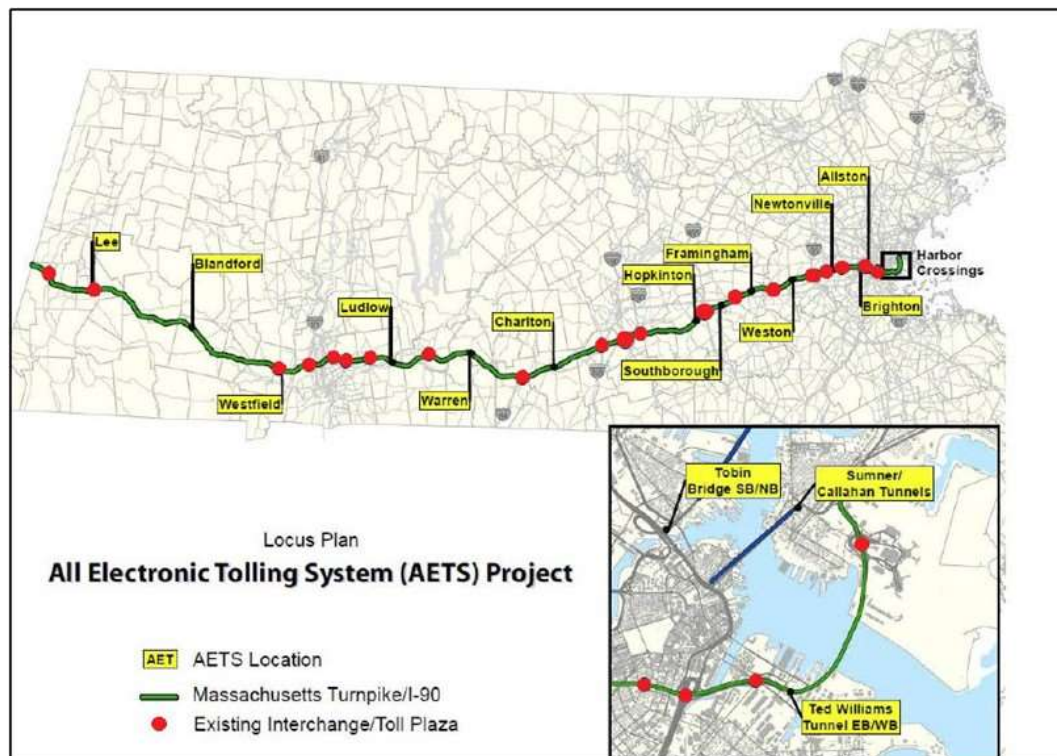 Allston
Newtonville
Lee
Blandford
Framingham
Harbor
Crossings
Hopkinton
Ludlow
Charlton
Brighton
Weston
Southborough
Westfield
Warren
Tobin
Bridge SB/NB
Sumner/
Callahan Tunnels
Ted Williams
Tunnel EB/WB
Locus Plan
All Electronic Tolling System (AETS) Project
AET AETS Location
Massachusetts Turnpike/I-90
Existing Interchange/Toll Plaza